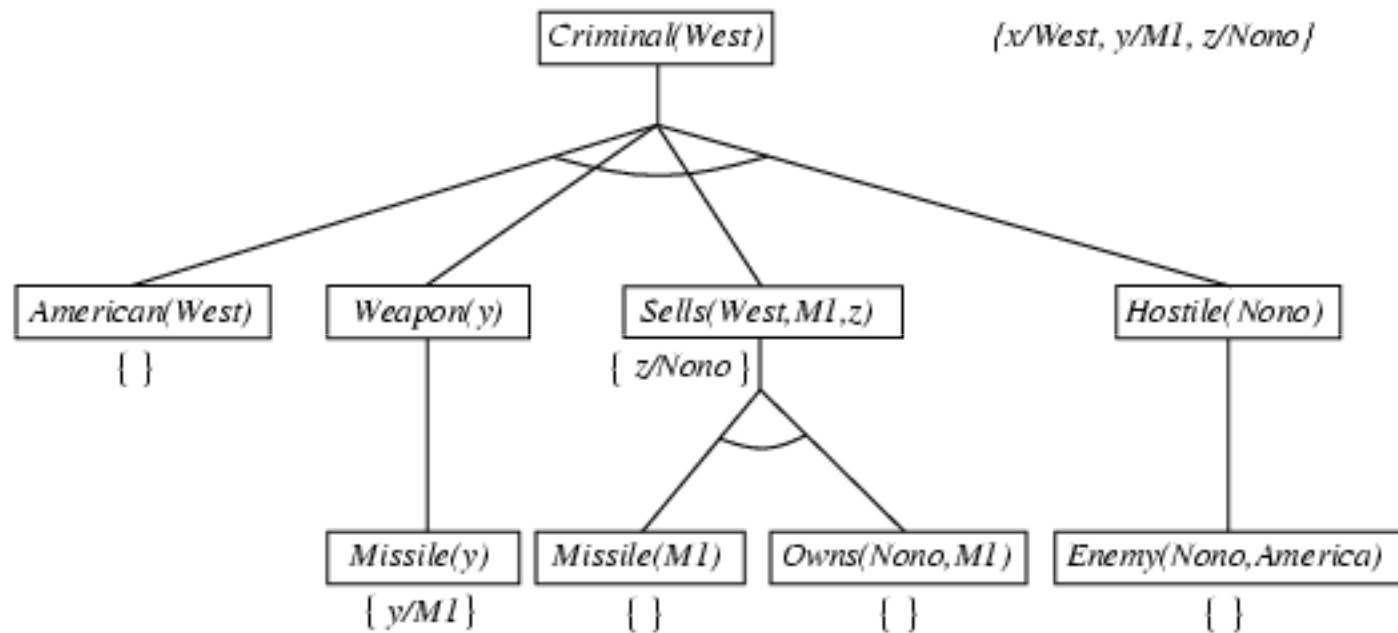 Criminal(West)
{x/West, y/M1, z/Nono}
American(West)
Weapon(y)
Sells(West,M1,z)
Hostile(Nono)
{ }
{ z/Nono }
Missile(y)
Missile(M1)
Owns(Nono,M1)
Enemy(Nono,America)
{ y/M1}
{ }
{ }
{ }